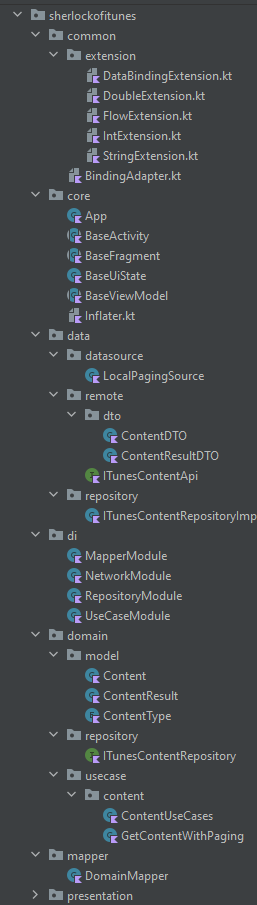 sherlockofitunes
common
extension
DataBindingExtension.kt
DoubleExtension.kt
FlowExtension.kt
IntExtension.kt
StringExtension.kt
BindingAdapter.kt
core
App
BaseActivity
BaseFragment
BaseUiState
BaseViewModel
Inflater.kt
data
datasource
LocalPagingSource
remote
dto
ContentDTO
ContentResultDTO
ITunesContentApi
repository
ITunesContentRepositoryImp
di
MapperModule
NetworkModule
RepositoryModule
UseCaseModule
domain
model
Content
ContentResult
ContentType
repository
ITunesContentRepository
usecase
content
ContentUseCases
GetContentWithPaging
mapper
DomainMapper
presentation